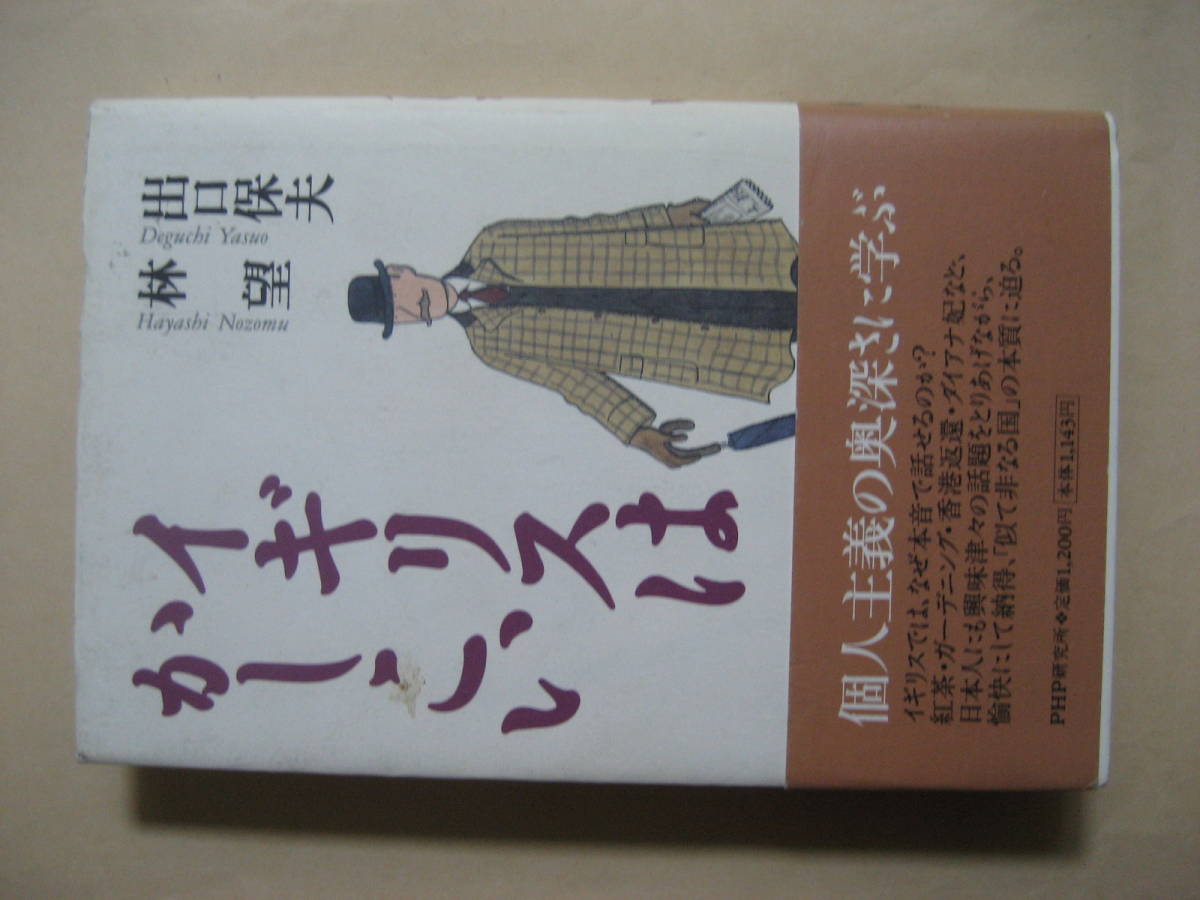 イギリスは
かしこい
出口保夫
Deguchi Yasuo
林 望
Hayashi Nozomu
個人主義の奥深さに学ぶ
イギリスでは、なぜ本音で話せるのか?
紅茶・ガーデニング・香港返還・ダイアナ妃など、
日本人にも興味津々の話題をとりあげながら、
愉快にして納得、「似て非なる国」の本質に迫る。
PHP研究所❖定価1,200円 本体1,143円